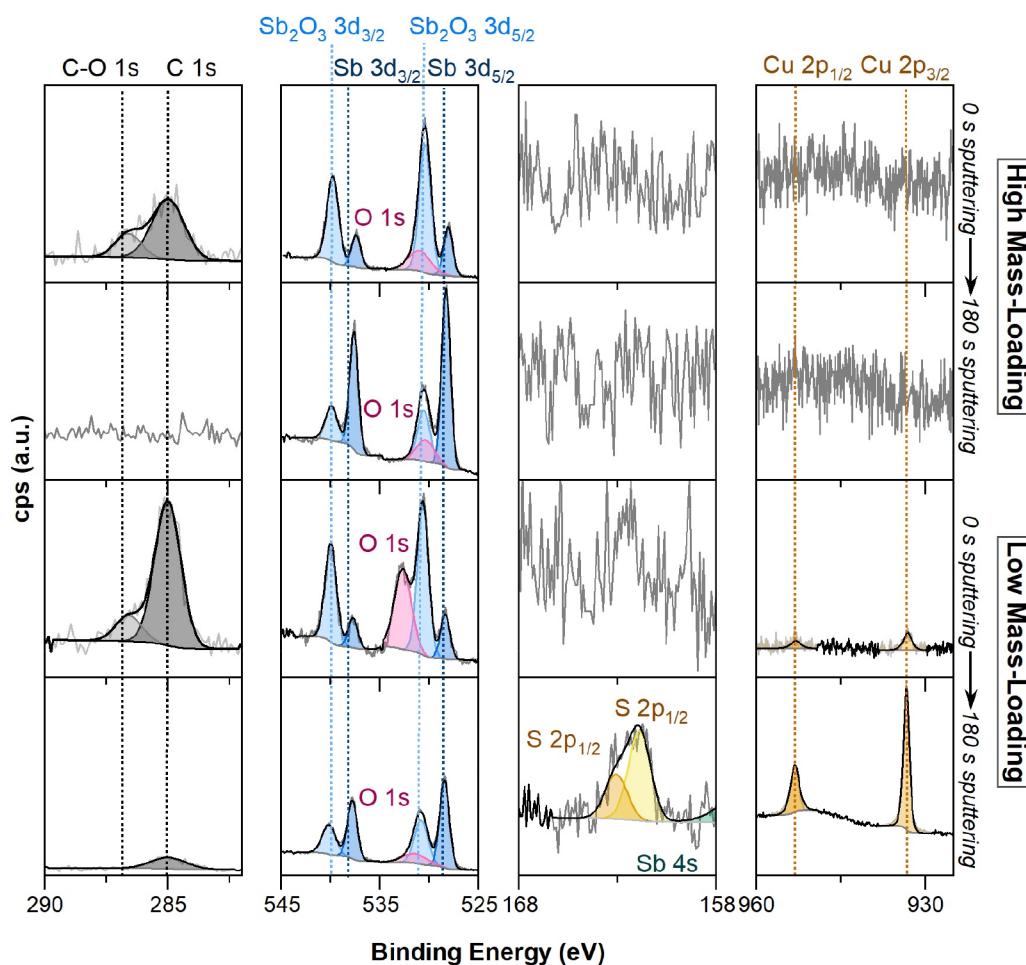 Sb₂O₃ 3d₃/₂ Sb₂O₃ 3d₅/₂
C-O 1s C 1s Sb 3d₃/₂ Sb 3d₅/₂ Cu 2p₁/₂ Cu 2p₃/₂
O 1s
O 1s
O 1s
S 2p₁/₂
S 2p₁/₂
O 1s
Sb 4s
cps (a.u.)
0 s sputtering
180 s sputtering
High Mass-Loading
0 s sputtering
180 s sputtering
Low Mass-Loading
290 285 545 535 525 168 158 960 930
Binding Energy (eV)